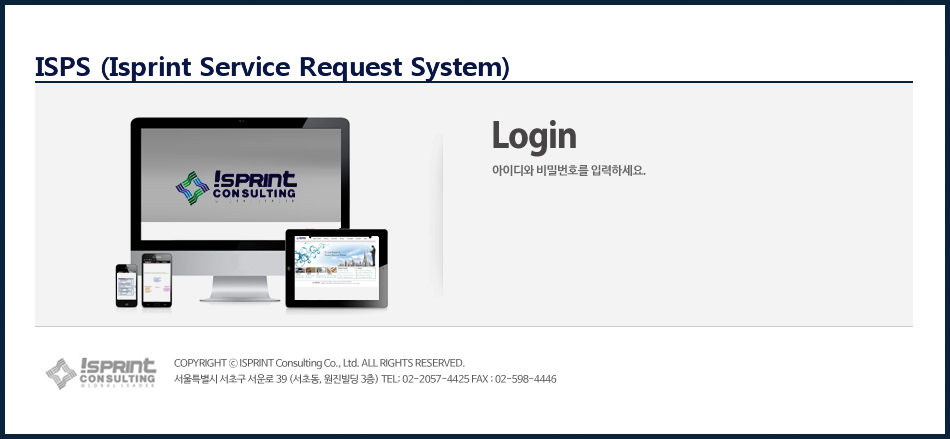 ISPS (Isprint Service Request System)
ISPRINT
CONSULTING
Login
아이디와 비밀번호를 입력하세요.
ISPRINT
CONSULTING
GLOBAL LEADER
COPYRIGHT ⓒ ISPRINT Consulting Co., Ltd. ALL RIGHTS RESERVED.
서울특별시 서초구 서운로 39 (서초동, 원진빌딩 3층) TEL: 02-2057-4425 FAX : 02-598-4446